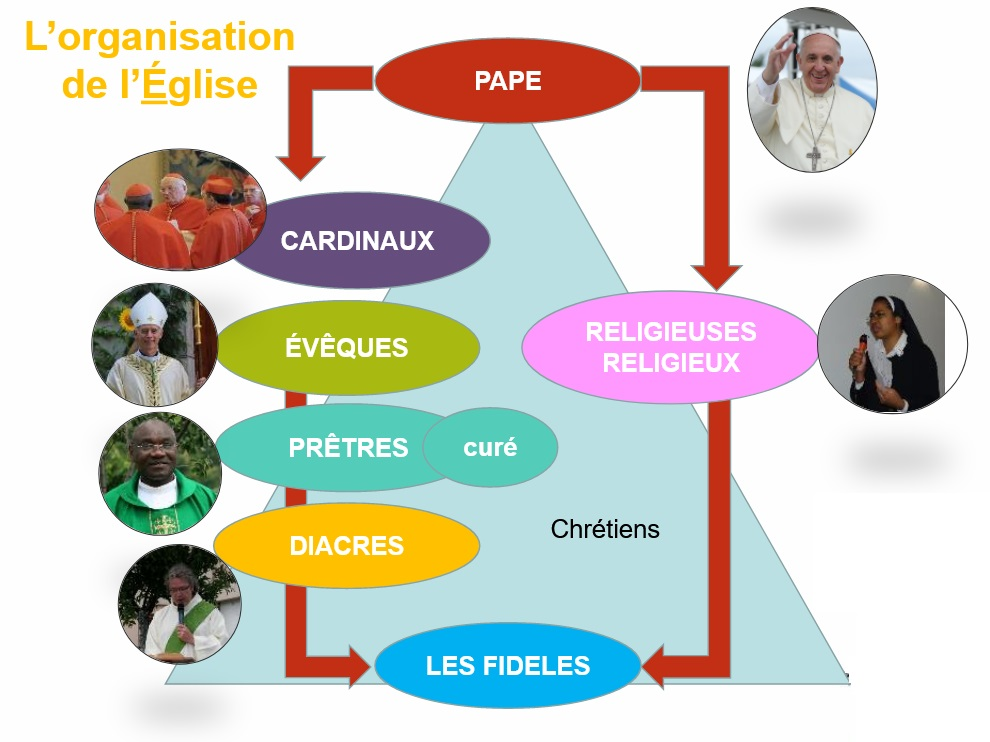 L’organisation
de l’Église
PAPE
CARDINAUX
ÉVÊQUES
RELIGIEUSES
RELIGIEUX
PRÊTRES
curé
DIACRES
Chrétiens
LES FIDELES